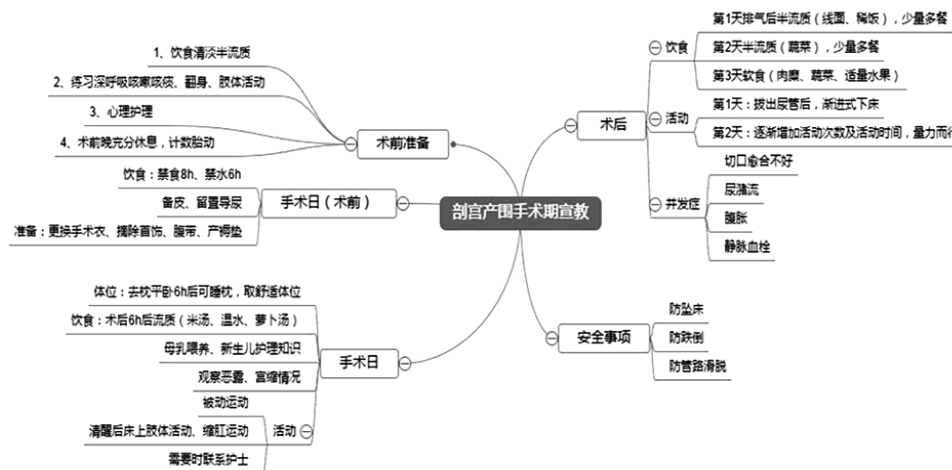 剖宫产围手术期宣教
术前准备
1、饮食清淡半流质
2、练习深呼吸咳嗽咳痰、翻身、肢体活动
3、心理护理
4、术前晚充分休息，计数胎动
手术日（术前）
饮食：禁食8h、禁水6h
备皮、留置导尿
准备：更换手术衣、摘除首饰、腹带、产褥垫
手术日
体位：去枕平卧6h后可睡枕，取舒适体位
饮食：术后6h后流质（米汤、温水、萝卜汤）
母乳喂养、新生儿护理知识
观察恶露、宫缩情况
活动
被动运动
清醒后床上肢体活动、缩肛运动
需要时联系护士
术后
饮食
第1天排气后半流质（线面、稀饭），少量多餐
第2天半流质（蔬菜），少量多餐
第3天软食（肉糜、蔬菜、适量水果）
活动
第1天：拔出尿管后，渐进式下床
第2天：逐渐增加活动次数及活动时间，量力而行
并发症
切口愈合不好
尿潴流
腹胀
静脉血栓
安全事项
防坠床
防跌倒
防管路滑脱